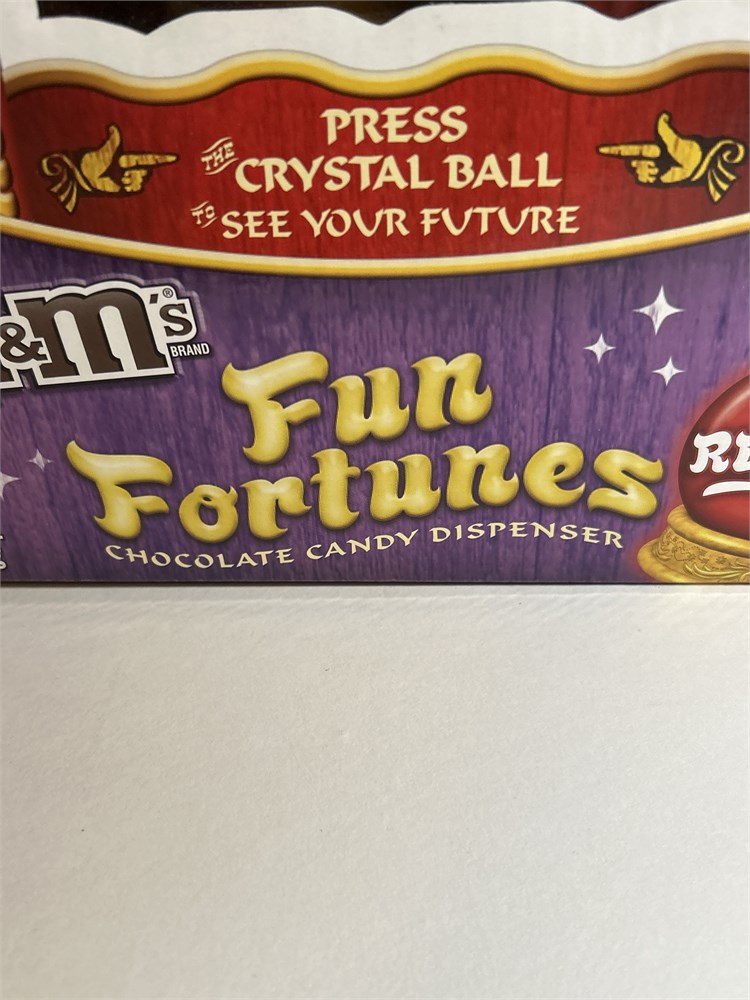 PRESS
THE CRYSTAL BALL
TO SEE YOUR FUTURE
&m's®
BRAND
Fun
Fortunes
CHOCOLATE CANDY DISPENSER